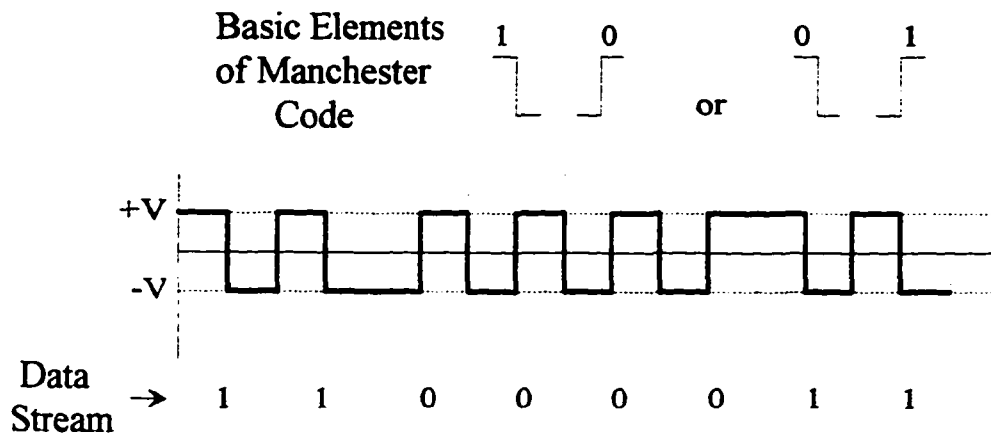 Basic Elements
of Manchester
Code
1 0
or
0 1
+V
-V
Data
Stream → 1 1 0 0 0 0 1 1